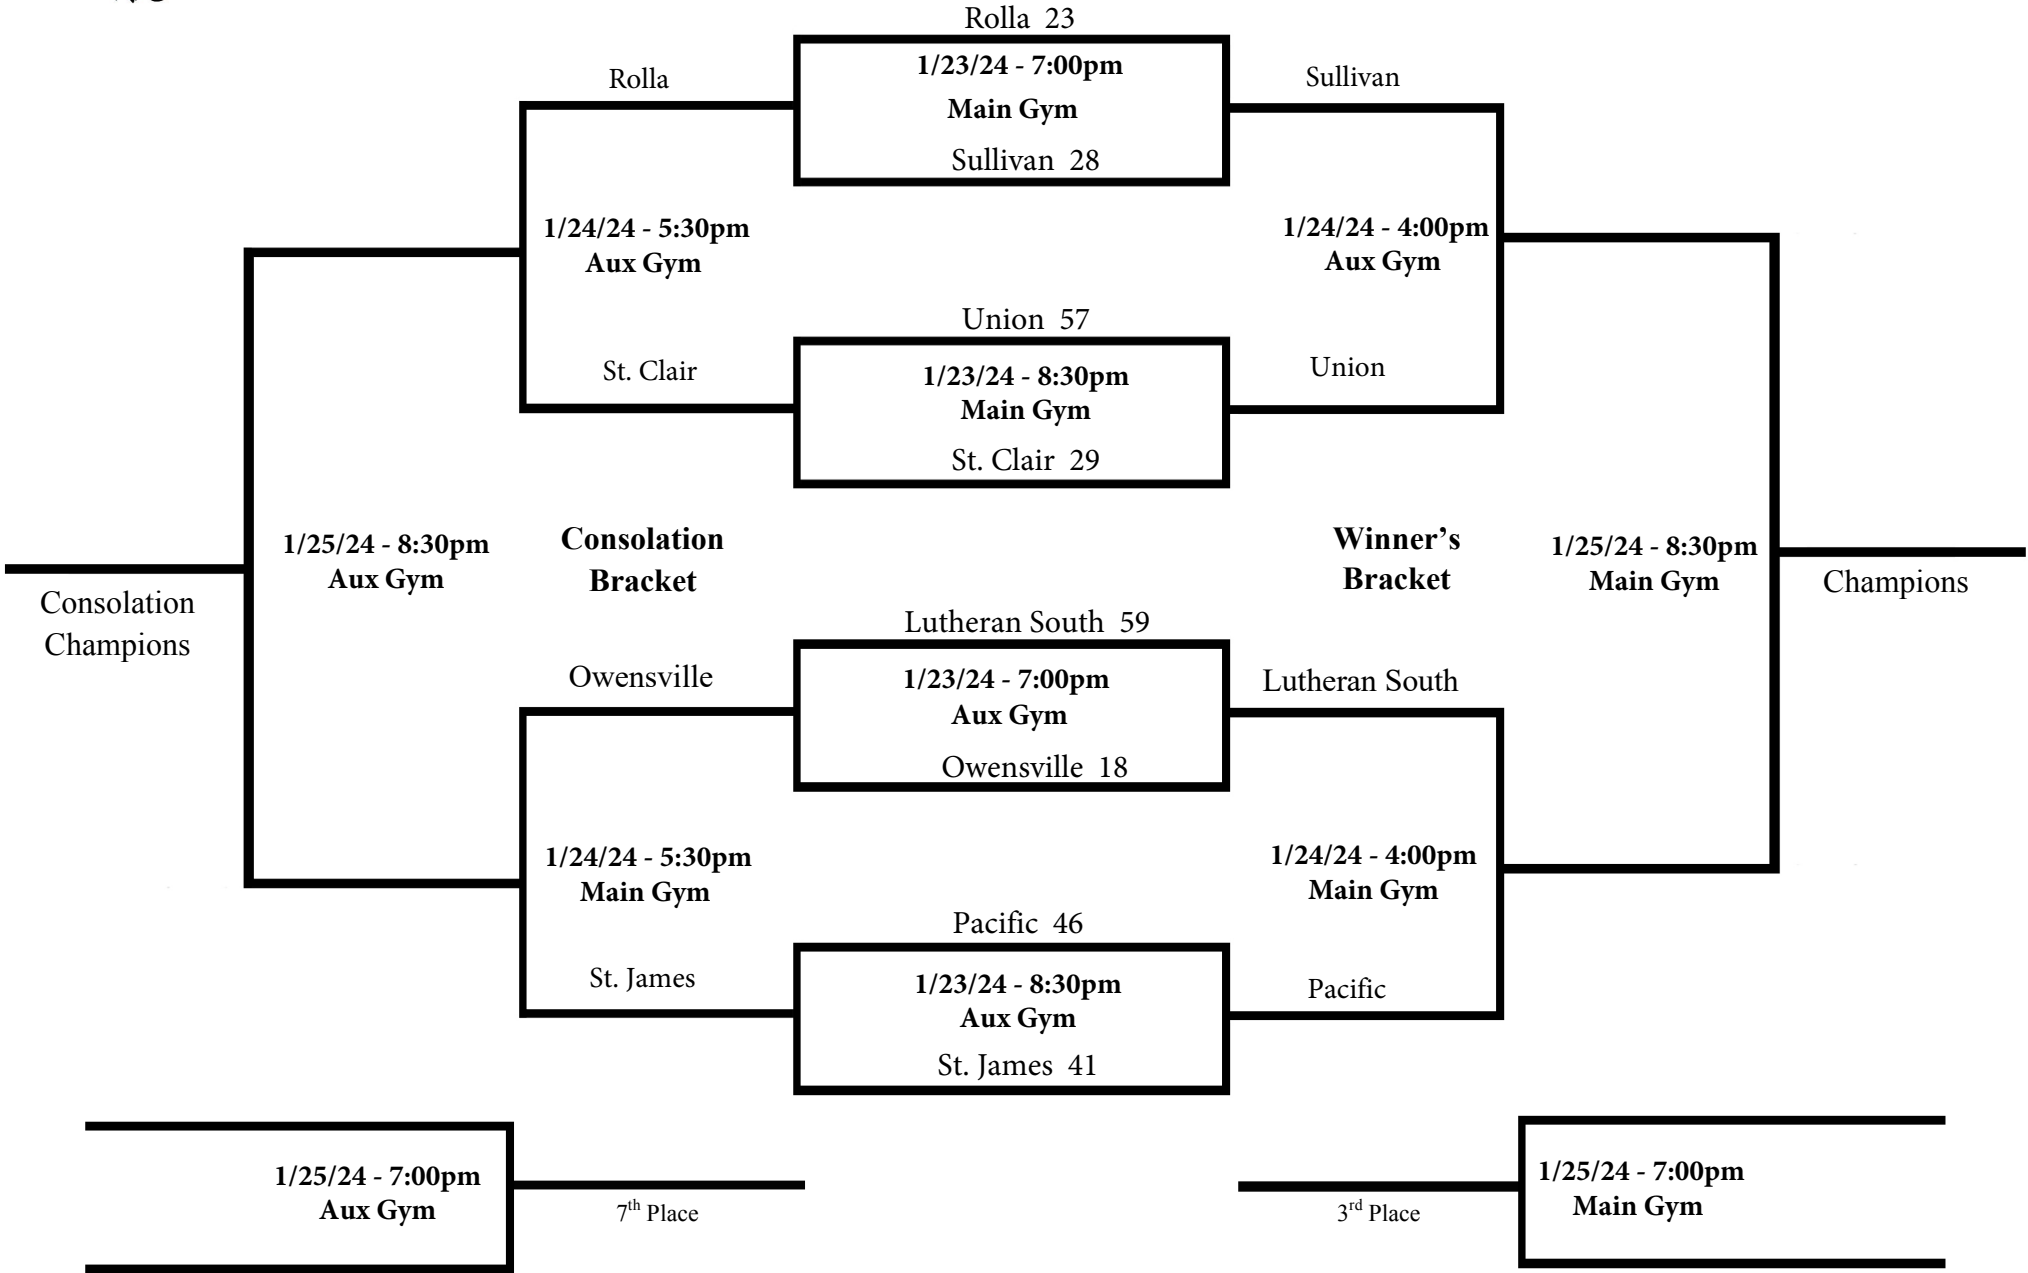 Rolla 23
1/23/24 - 7:00pm
Main Gym
Sullivan 28
Rolla
Sullivan
1/24/24 - 5:30pm
Aux Gym
1/24/24 - 4:00pm
Aux Gym
Union 57
1/23/24 - 8:30pm
Main Gym
St. Clair 29
St. Clair
Union
1/25/24 - 8:30pm
Aux Gym
Consolation
Bracket
Winner's
Bracket
1/25/24 - 8:30pm
Main Gym
Consolation
Champions
Champions
Lutheran South 59
1/23/24 - 7:00pm
Aux Gym
Owensville 18
Owensville
Lutheran South
1/24/24 - 5:30pm
Main Gym
1/24/24 - 4:00pm
Main Gym
Pacific 46
1/23/24 - 8:30pm
Aux Gym
St. James 41
St. James
Pacific
1/25/24 - 7:00pm
Aux Gym
7th Place
3rd Place
1/25/24 - 7:00pm
Main Gym